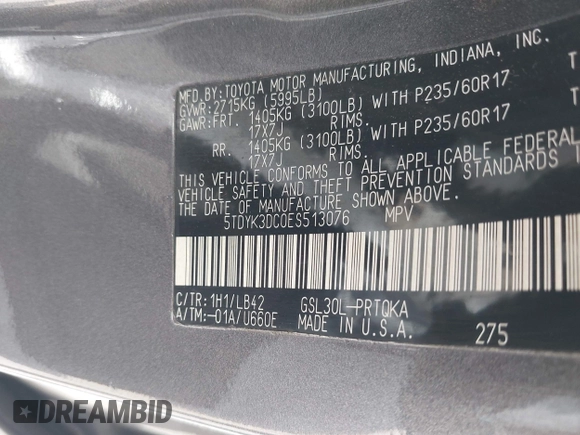 MFD. BY: TOYOTA MOTOR MANUFACTURING, INDIANA, INC.
GVWR: 2715KG (5995LB)
GAWR: FRT. 1405KG (3100LB) WITH P235/60R17 T
17X7J RIMS.
RR. 1405KG (3100LB) WITH P235/60R17 T
17X7J RIMS.
THIS VEHICLE CONFORMS TO ALL APPLICABLE FEDERAL
VEHICLE SAFETY AND THEFT PREVENTION STANDARDS
THE DATE OF MANUFACTURE SHOWN ABOVE.
5TDYK3DC0ES513076 MPV
C/TR: 1H1/LB42 GSL30L-PRTQKA
A/TM: -01A/U660E MADE IN U.S.A. 275
DREAMBID